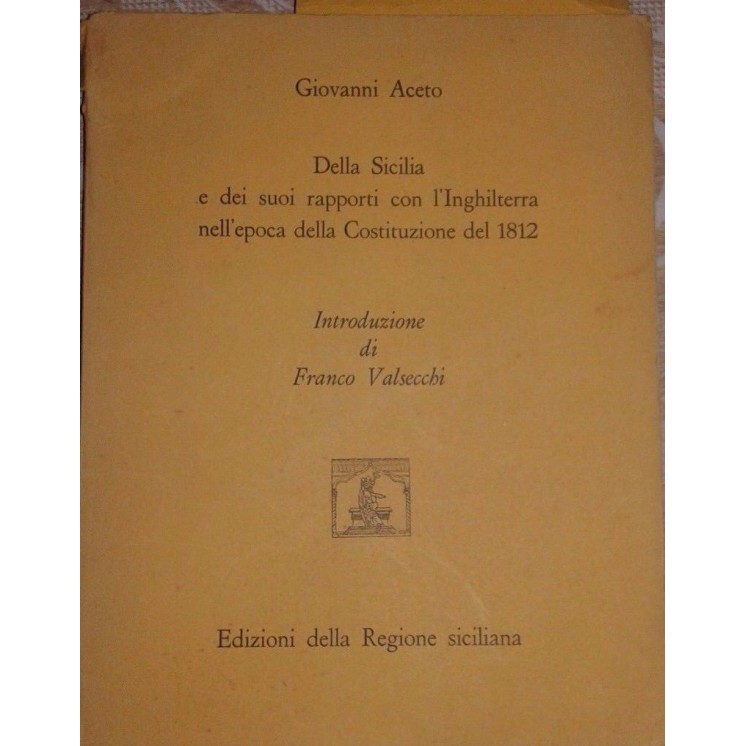 Giovanni Aceto
Della Sicilia
e dei suoi rapporti con l'Inghilterra
nell'epoca della Costituzione del 1812
Introduzione
di
Franco Valsecchi
Edizioni della Regione siciliana